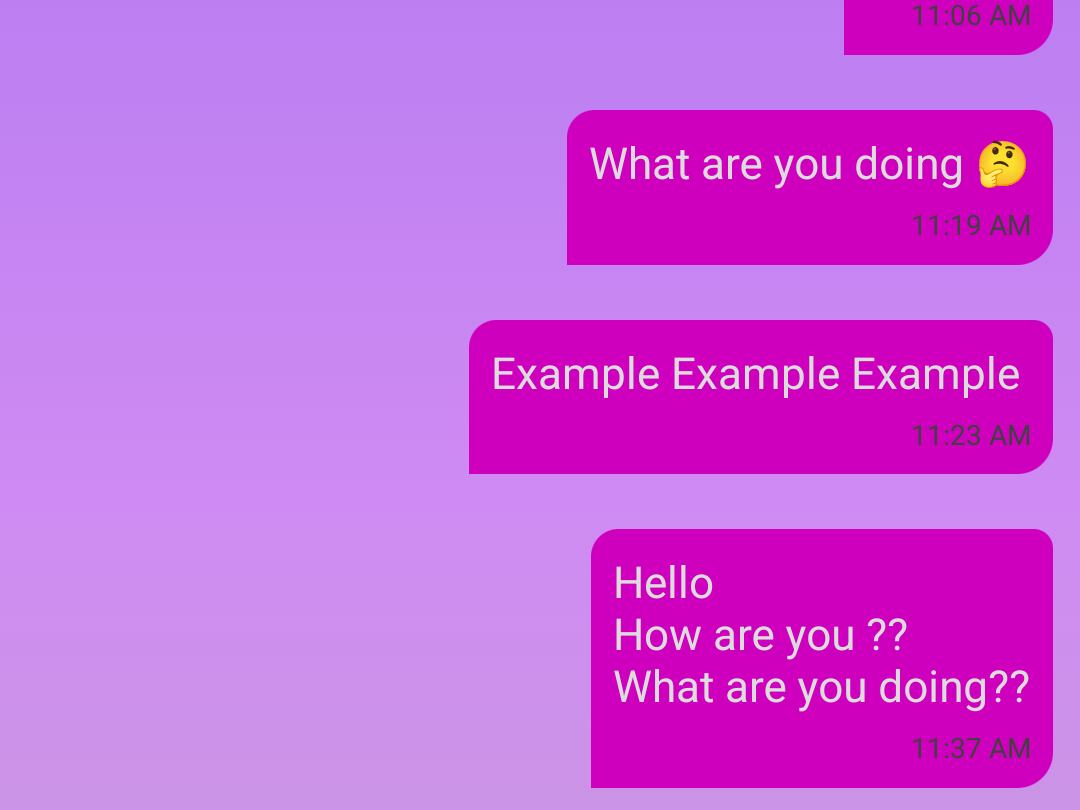 11:06 AM
What are you doing 🤔
11:19 AM
Example Example Example
11:23 AM
Hello
How are you ??
What are you doing??
11:37 AM